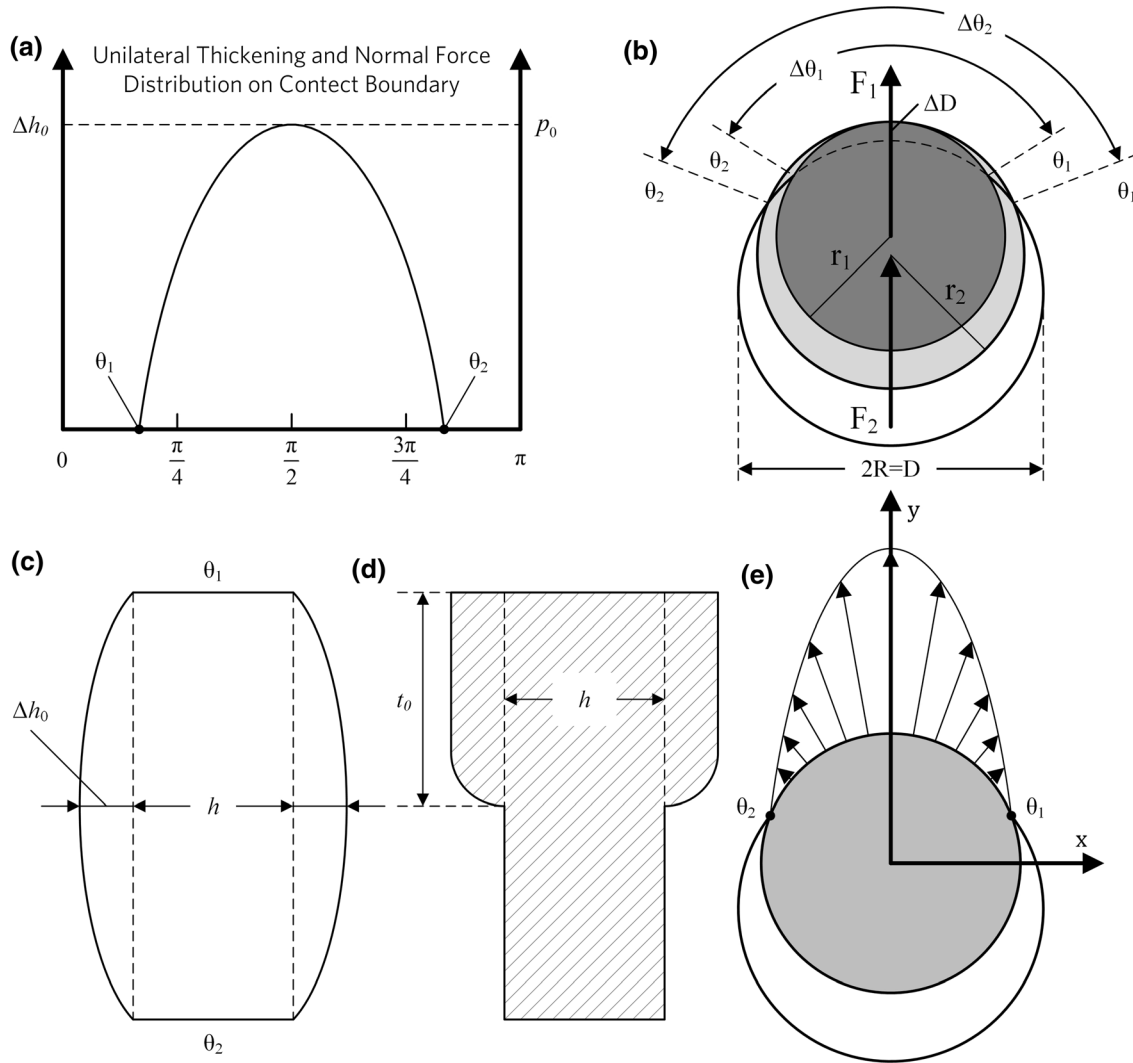 (a)
Unilateral Thickening and Normal Force
Distribution on Contect Boundary
Δh₀
p₀
θ₁
θ₂
0
π/4
π/2
3π/4
π
(b)
Δθ₂
Δθ₁
F₁
ΔD
θ₂
θ₁
θ₂
θ₁
r₁
r₂
F₂
2R=D
(c)
θ₁
Δh₀
h
θ₂
(d)
t₀
h
(e)
y
θ₂
θ₁
x